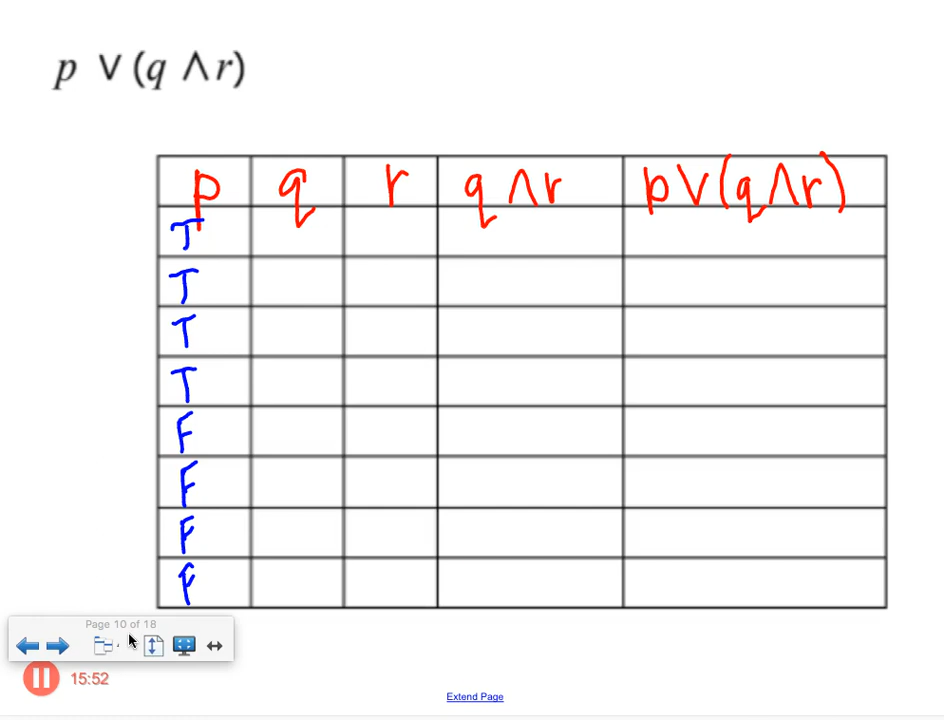 p ∨ (q ∧ r)
p q r q ∧ r p ∨ (q ∧ r)
T
T
T
T
F
F
F
F
Page 10 of 18
15:52
Extend Page